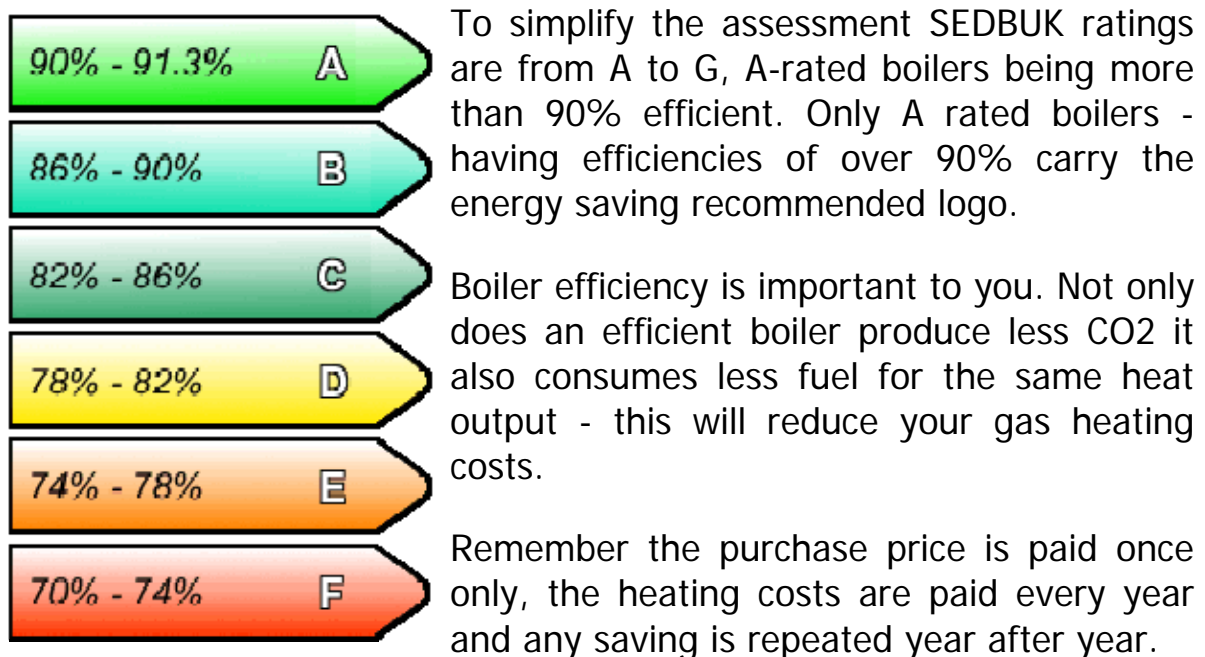 90% - 91.3% A
86% - 90% B
82% - 86% C
78% - 82% D
74% - 78% E
70% - 74% F
To simplify the assessment SEDBUK ratings
are from A to G, A-rated boilers being more
than 90% efficient. Only A rated boilers -
having efficiencies of over 90% carry the
energy saving recommended logo.
Boiler efficiency is important to you. Not only
does an efficient boiler produce less CO2 it
also consumes less fuel for the same heat
output - this will reduce your gas heating
costs.
Remember the purchase price is paid once
only, the heating costs are paid every year
and any saving is repeated year after year.